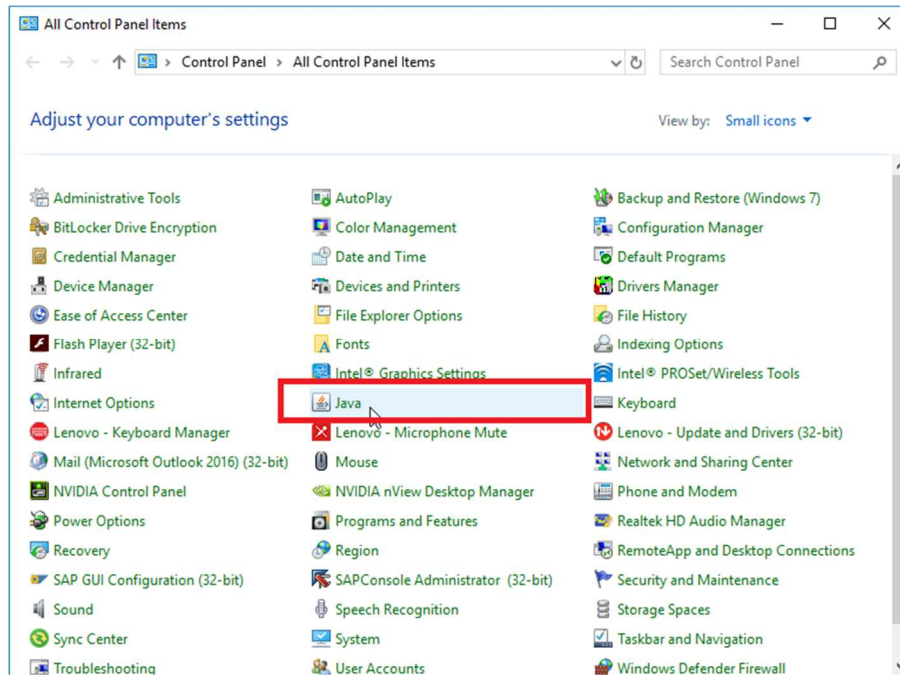 All Control Panel Items
Control Panel > All Control Panel Items
Search Control Panel
Adjust your computer's settings
View by: Small icons
Administrative Tools
AutoPlay
Backup and Restore (Windows 7)
BitLocker Drive Encryption
Color Management
Configuration Manager
Credential Manager
Date and Time
Default Programs
Device Manager
Devices and Printers
Drivers Manager
Ease of Access Center
File Explorer Options
File History
Flash Player (32-bit)
Fonts
Indexing Options
Infrared
Intel® Graphics Settings
Intel® PROSet/Wireless Tools
Internet Options
Java
Keyboard
Lenovo - Keyboard Manager
Lenovo - Microphone Mute
Lenovo - Update and Drivers (32-bit)
Mail (Microsoft Outlook 2016) (32-bit)
Mouse
Network and Sharing Center
NVIDIA Control Panel
NVIDIA nView Desktop Manager
Phone and Modem
Power Options
Programs and Features
Realtek HD Audio Manager
Recovery
Region
RemoteApp and Desktop Connections
SAP GUI Configuration (32-bit)
SAPConsole Administrator (32-bit)
Security and Maintenance
Sound
Speech Recognition
Storage Spaces
Sync Center
System
Taskbar and Navigation
Troubleshooting
User Accounts
Windows Defender Firewall